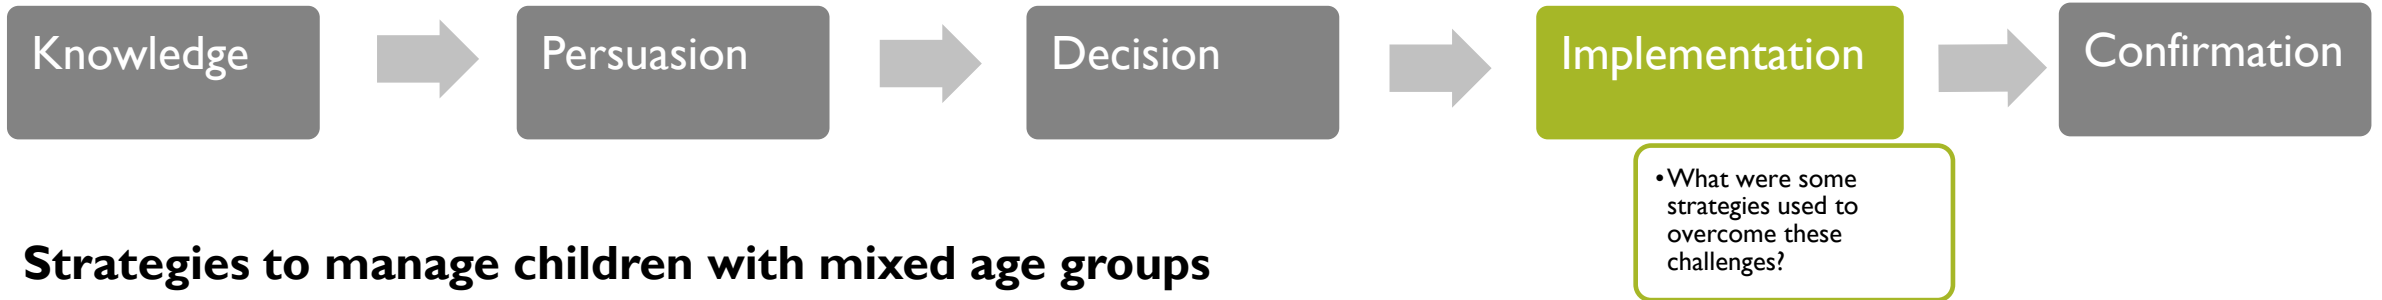 Knowledge
Persuasion
Decision
Implementation
Confirmation
•What were some
strategies used to
overcome these
challenges?
Strategies to manage children with mixed age groups